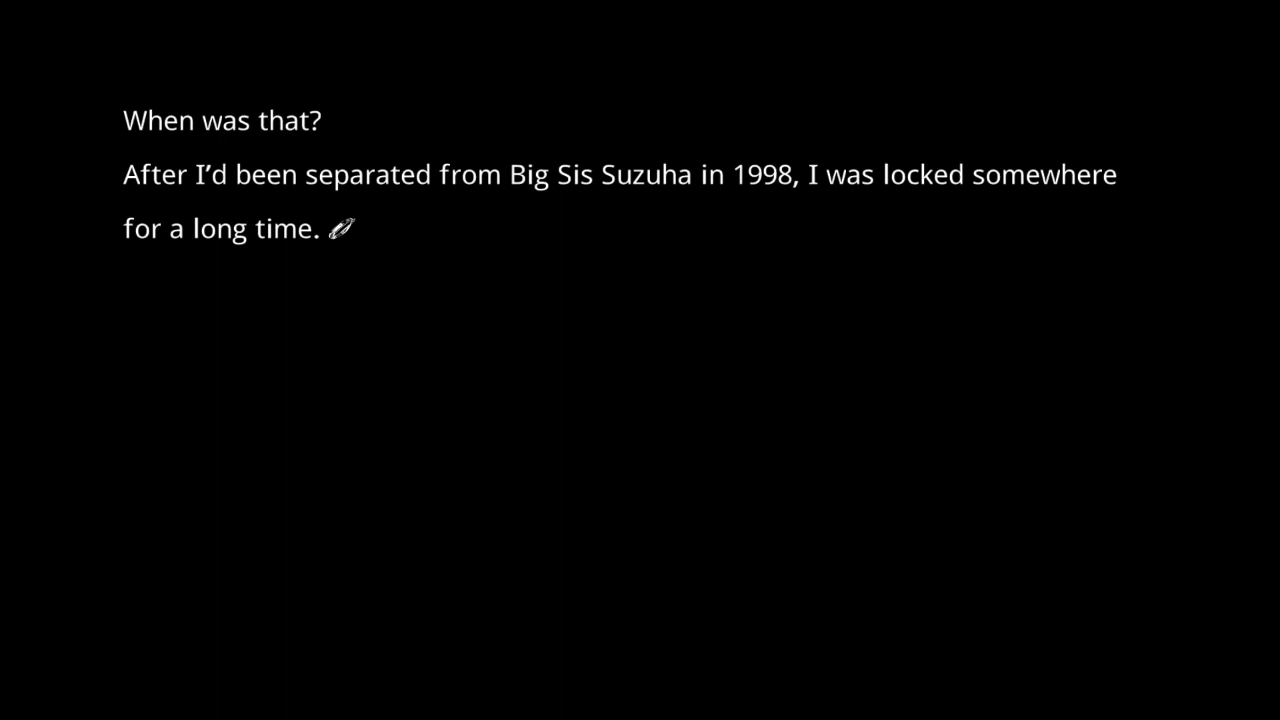 When was that?
After I’d been separated from Big Sis Suzuha in 1998, I was locked somewhere
for a long time.